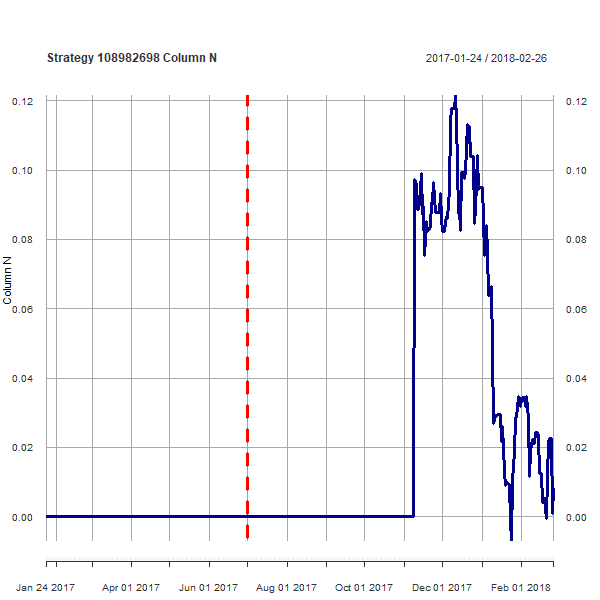 Strategy 108982698 Column N
2017-01-24 / 2018-02-26
0.12
0.12
0.10
0.10
0.08
0.08
Column N
0.06
0.06
0.04
0.04
0.02
0.02
0.00
0.00
Jan 24 2017
Apr 01 2017
Jun 01 2017
Aug 01 2017
Oct 01 2017
Dec 01 2017
Feb 01 2018